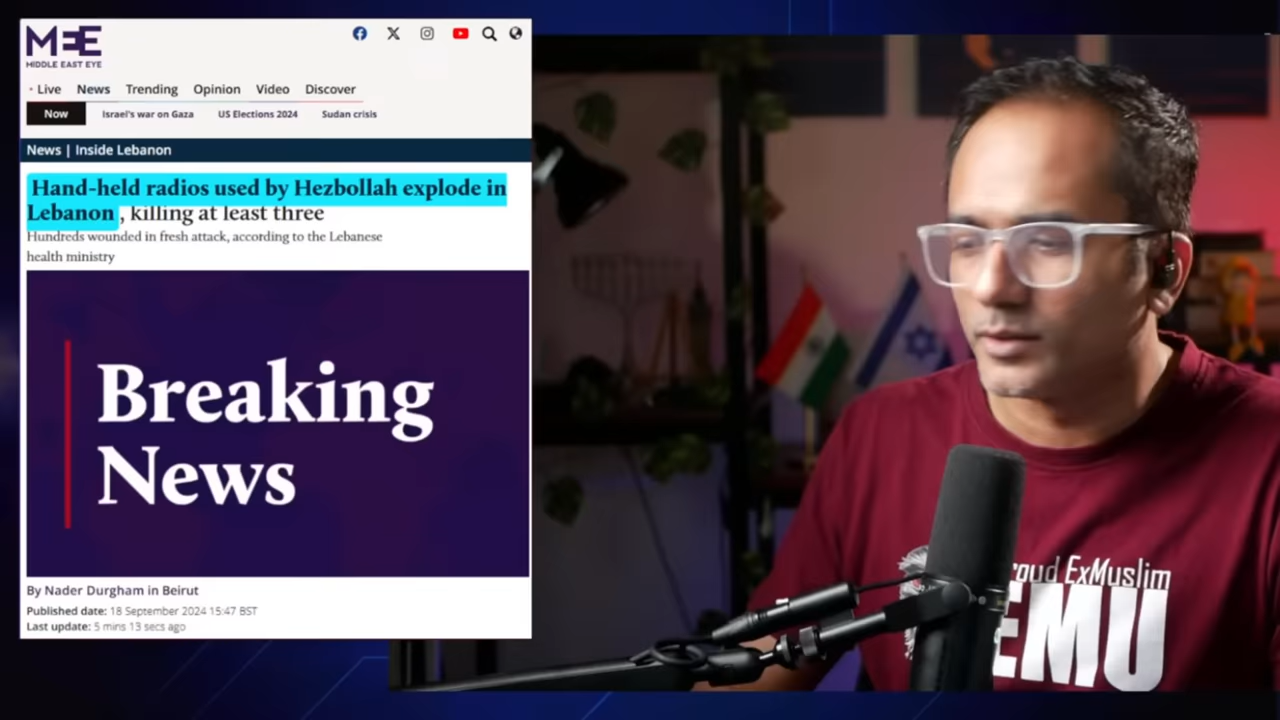 MEE
MIDDLE EAST EYE
Live News Trending Opinion Video Discover
Now Israel's war on Gaza US Elections 2024 Sudan crisis
News | Inside Lebanon
Hand-held radios used by Hezbollah explode in
Lebanon, killing at least three
Hundreds wounded in fresh attack, according to the Lebanese
health ministry
Breaking
News
By Nader Durgham in Beirut
Published date: 18 September 2024 15:47 BST
Last update: 5 mins 13 secs ago
roud ExMuslim
EMU